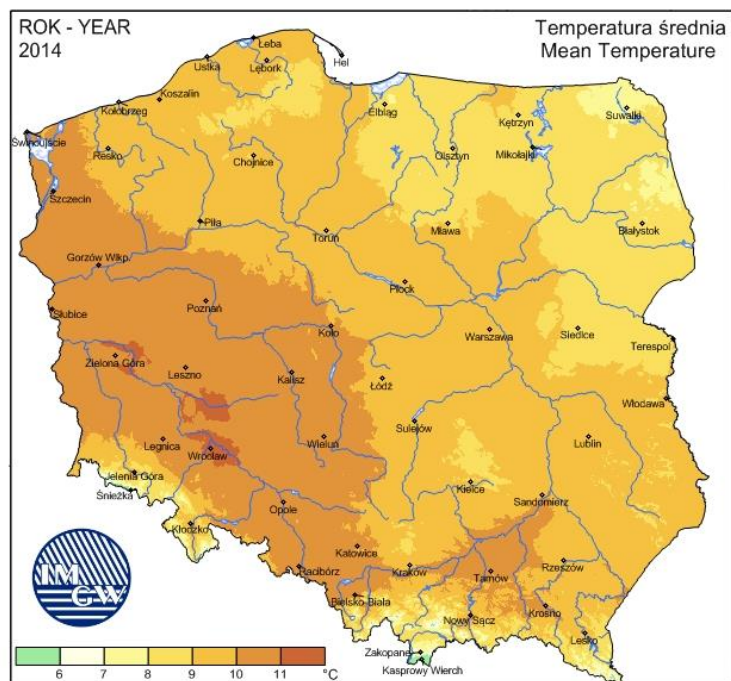 ROK - YEAR
2014
Temperatura średnia
Mean Temperature
Łeba
Ustka
Lębork
Hel
Koszalin
Kołobrzeg
Elbląg
Kętrzyn
Suwałki
Świnoujście
Resko
Chojnice
Olsztyn
Mikołajki
Szczecin
Piła
Toruń
Mława
Białystok
Gorzów Wlkp
Płock
Słubice
Poznań
Koło
Warszawa
Siedlce
Terespol
Zielona Góra
Leszno
Kalisz
Łódź
Włodawa
Sulejów
Legnica
Wrocław
Wieluń
Lublin
Jelenia Góra
Śnieżka
Kielce
Sandomierz
Opole
Kłodzko
Katowice
Kraków
Tarnów
Rzeszów
Racibórz
Bielsko Biała
Nowy Sącz
Krosno
Lesko
Zakopane
Kasprowy Wierch
IM
GW
6 7 8 9 10 11 °C